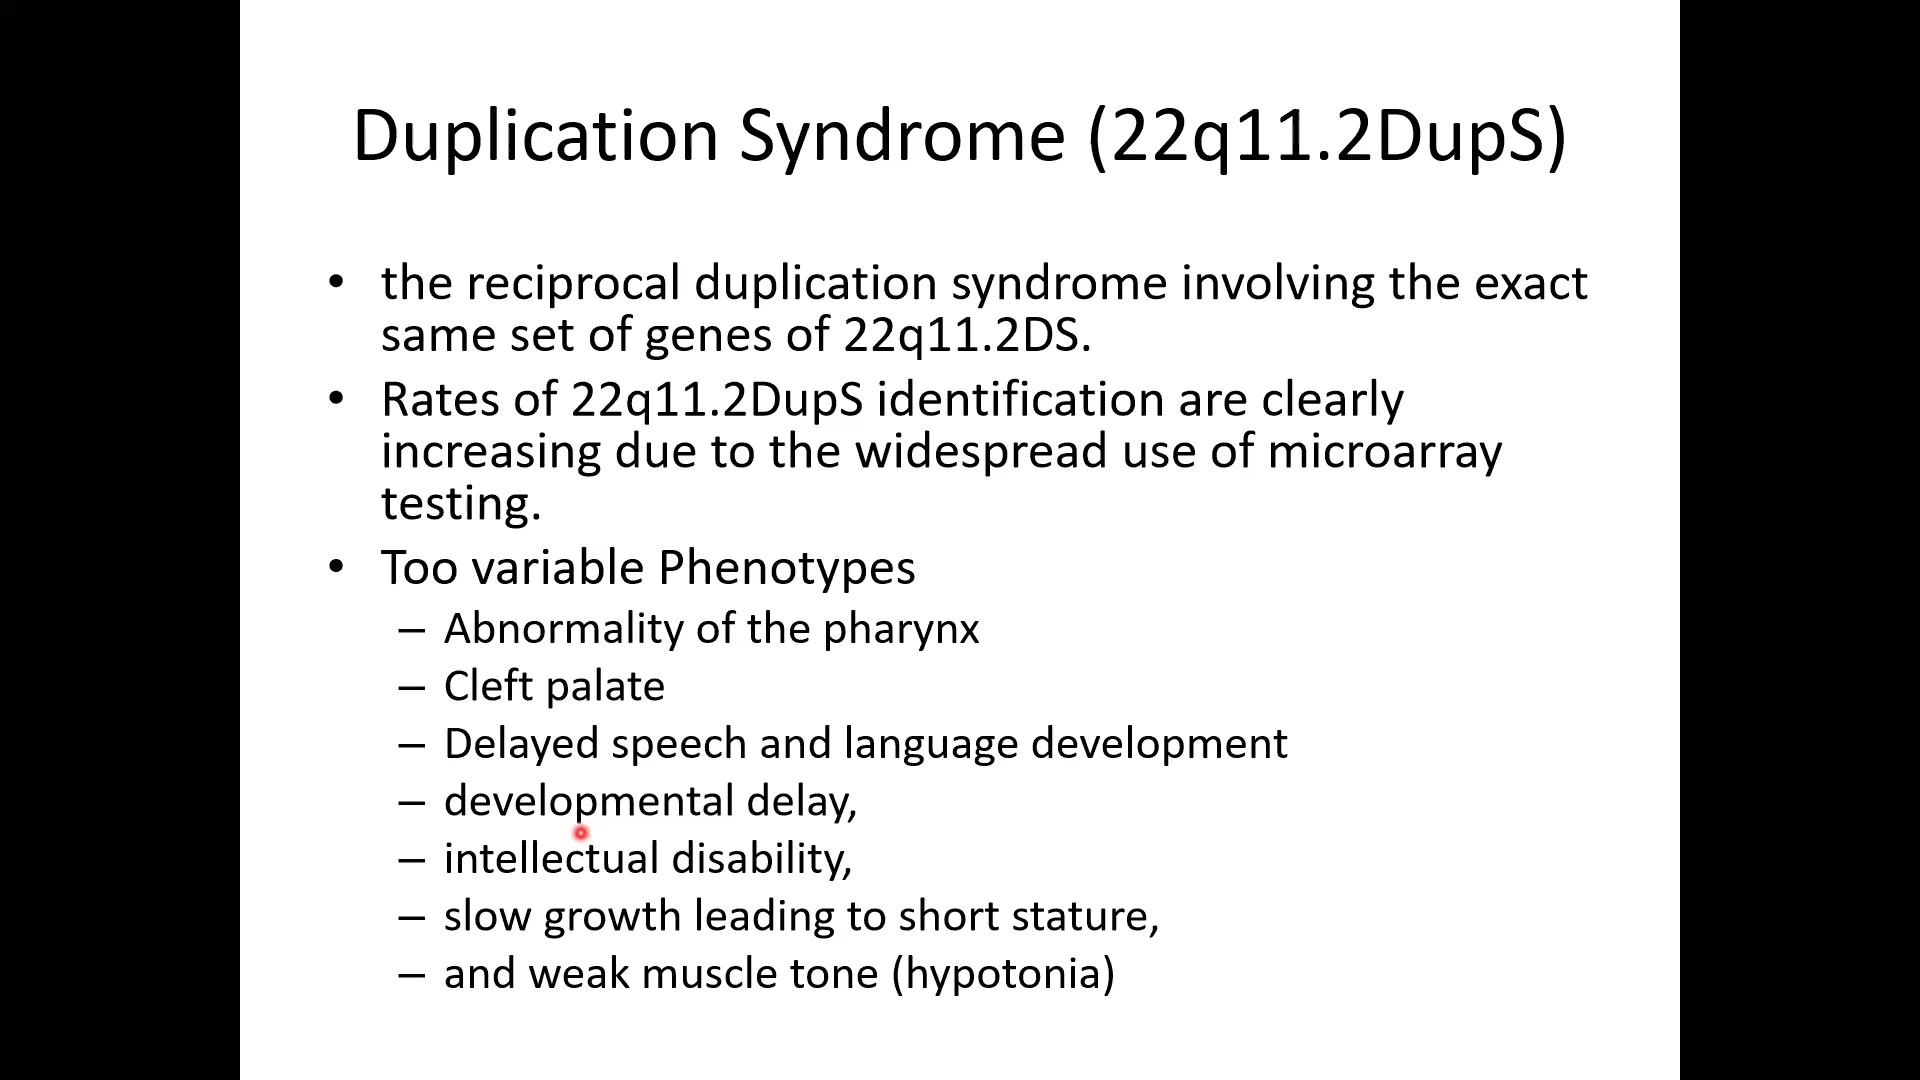 Duplication Syndrome (22q11.2DupS)
• the reciprocal duplication syndrome involving the exact
same set of genes of 22q11.2DS.
• Rates of 22q11.2DupS identification are clearly
increasing due to the widespread use of microarray
testing.
• Too variable Phenotypes
– Abnormality of the pharynx
– Cleft palate
– Delayed speech and language development
– developmental delay,
– intellectual disability,
– slow growth leading to short stature,
– and weak muscle tone (hypotonia)